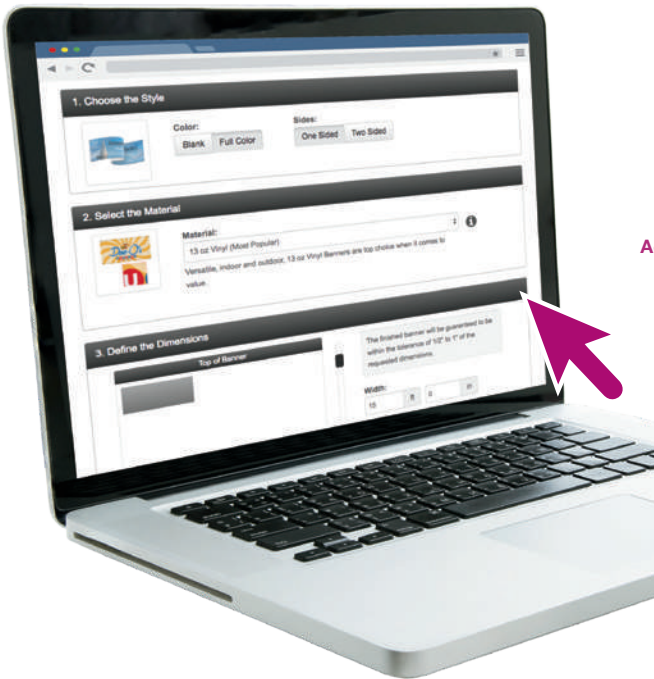 1. Choose the Style
Color:
Sides:
Blank
Full Color
One Sided
Two Sided
2. Select the Material
Material:
13 oz Vinyl (Most Popular)
Versatile, indoor and outdoor, 13 oz Vinyl Banners are top choice when it comes to
value.
A
3. Define the Dimensions
Top of Banner
The finished banner will be guaranteed to be
within the tolerance of 1/2" to 1" of the
requested dimensions.
Width:
15
ft
0
in